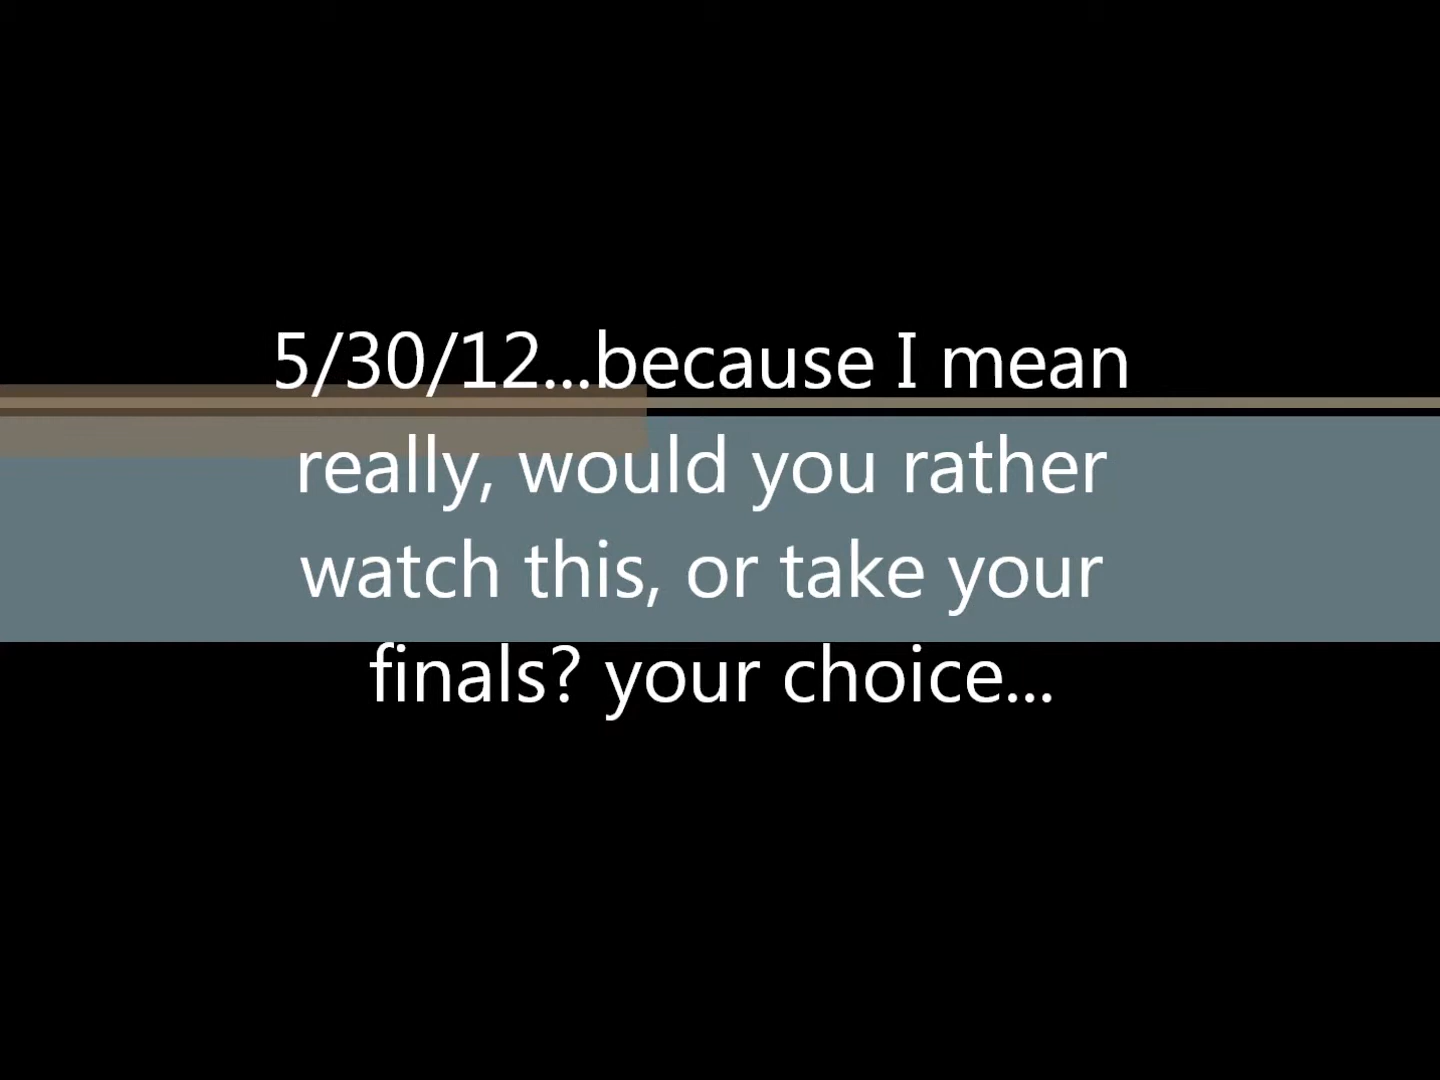 5/30/12...because I mean
really, would you rather
watch this, or take your
finals? your choice...